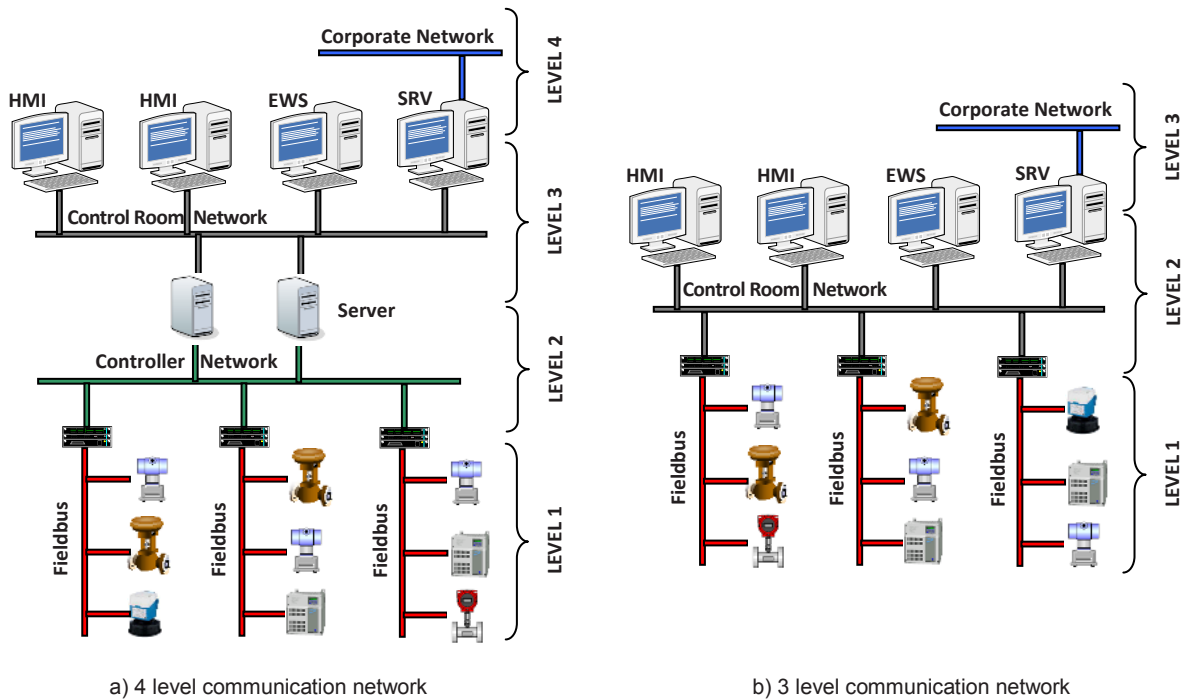 Corporate Network
LEVEL 4
HMI
HMI
EWS
SRV
Control Room Network
LEVEL 3
Server
Controller Network
LEVEL 2
Fieldbus
Fieldbus
Fieldbus
LEVEL 1
a) 4 level communication network
Corporate Network
LEVEL 3
HMI
HMI
EWS
SRV
Control Room Network
LEVEL 2
Fieldbus
Fieldbus
Fieldbus
LEVEL 1
b) 3 level communication network